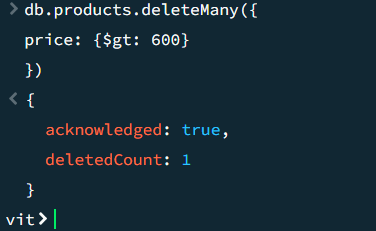 > db.products.deleteMany({
price: {$gt: 600}
})
< {
acknowledged: true,
deletedCount: 1
}
vit>